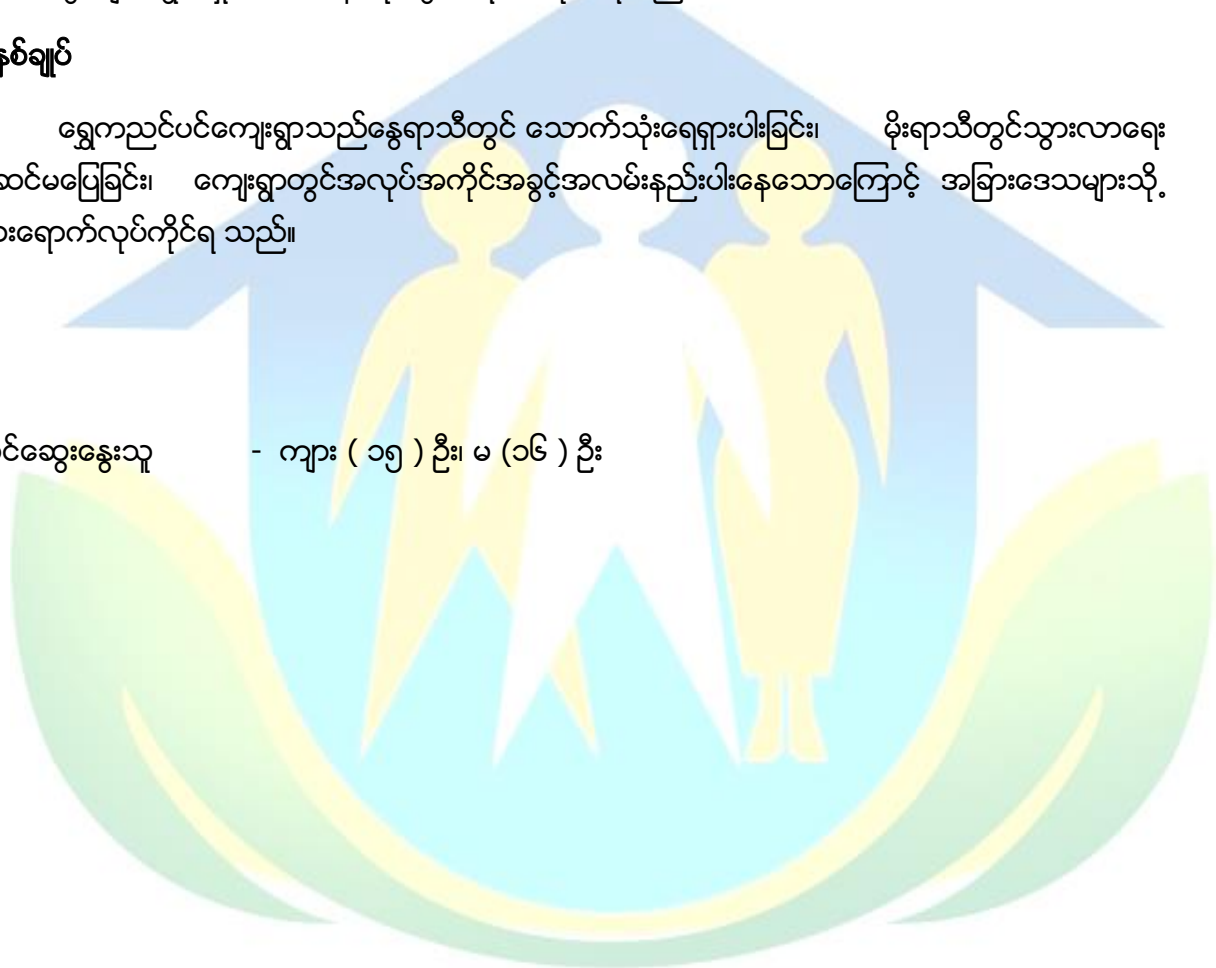 နှစ်ချုပ်
ရွှေကညင်ပင်ကျေးရွာသည်နွေရာသီတွင် သောက်သုံးရေရှားပါးခြင်း၊ မိုးရာသီတွင်သွားလာရေး
ဆင်မပြေခြင်း၊ ကျေးရွာတွင်အလုပ်အကိုင်အခွင့်အလမ်းနည်းပါးနေသောကြောင့် အခြားဒေသများသို့
းရောက်လုပ်ကိုင်ရ သည်။
င်ဆွေးနွေးသူ - ကျား ( ၁၅ ) ဦး၊ မ (၁၆ ) ဦး